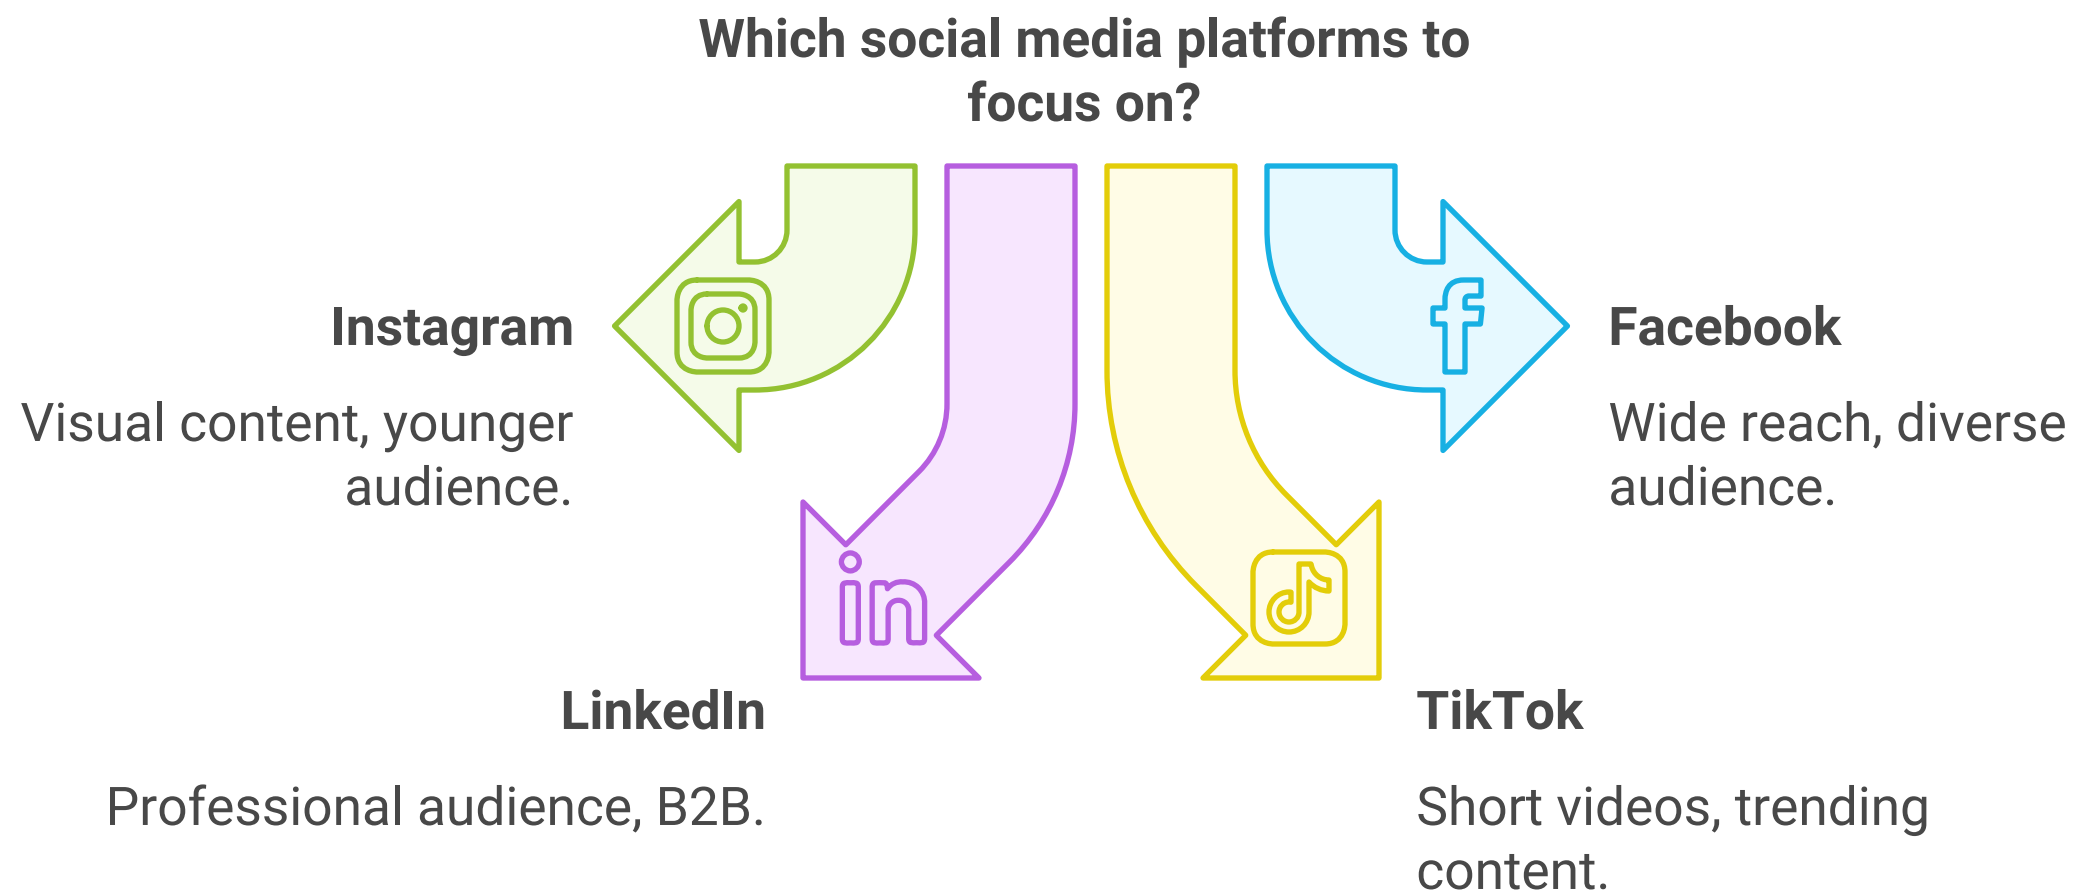 Which social media platforms to
focus on?
Instagram
Visual content, younger
audience.
Facebook
Wide reach, diverse
audience.
in
LinkedIn
Professional audience, B2B.
TikTok
Short videos, trending
content.